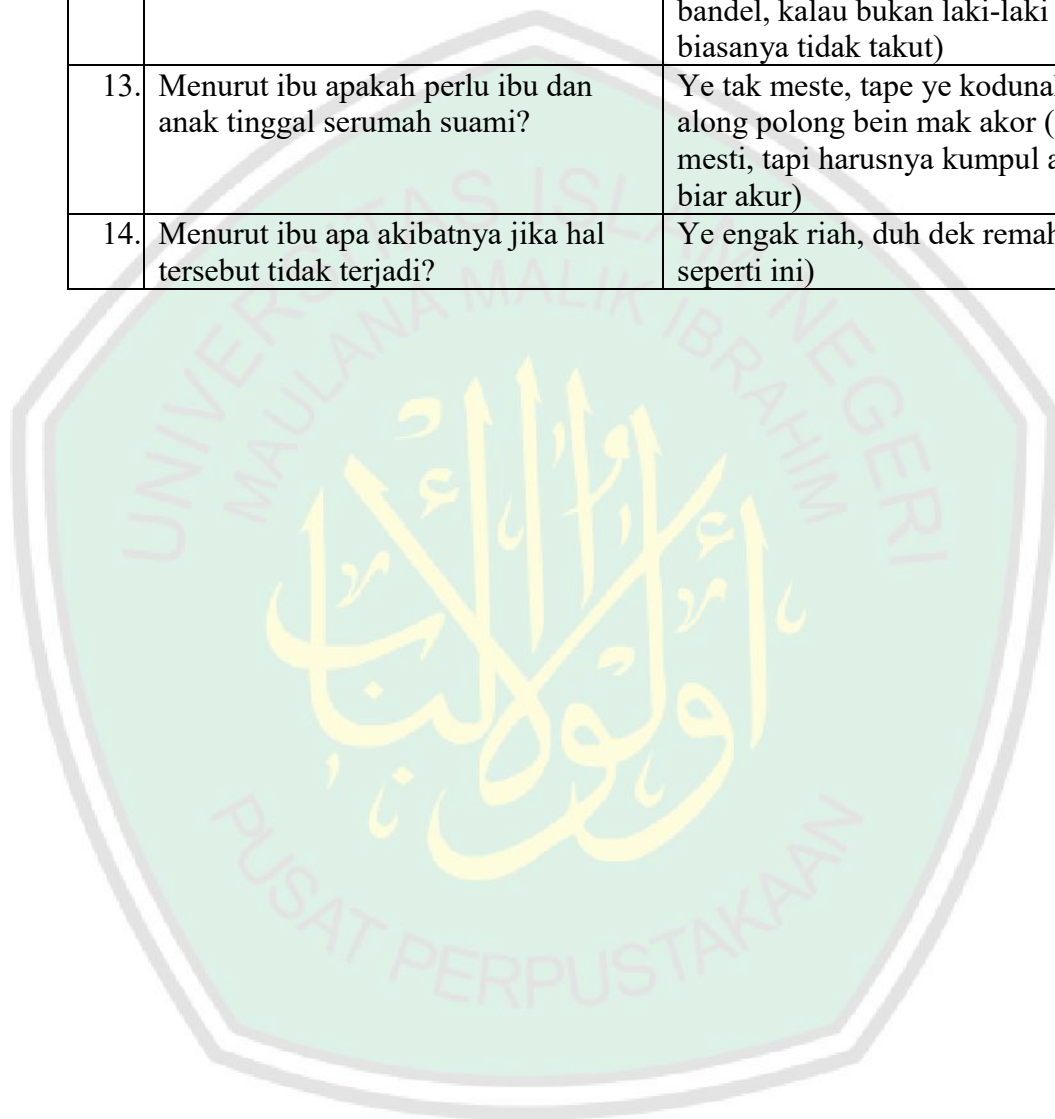 bandel, kalau bukan laki-laki
biasanya tidak takut)
13. Menurut ibu apakah perlu ibu dan
anak tinggal serumah suami?
Ye tak meste, tape ye
along polong bein mak akor (
mesti, tapi harusnya kumpul
biar akur)
14. Menurut ibu apa akibatnya jika hal
tersebut tidak terjadi?
Ye engak riah, duh dek
seperti ini)
UNIVERSITAS ISLAM NEGERI
MAULANA MALIK IBRAHIM
أولوا الألباب
PUSAT PERPUSTAKAAN